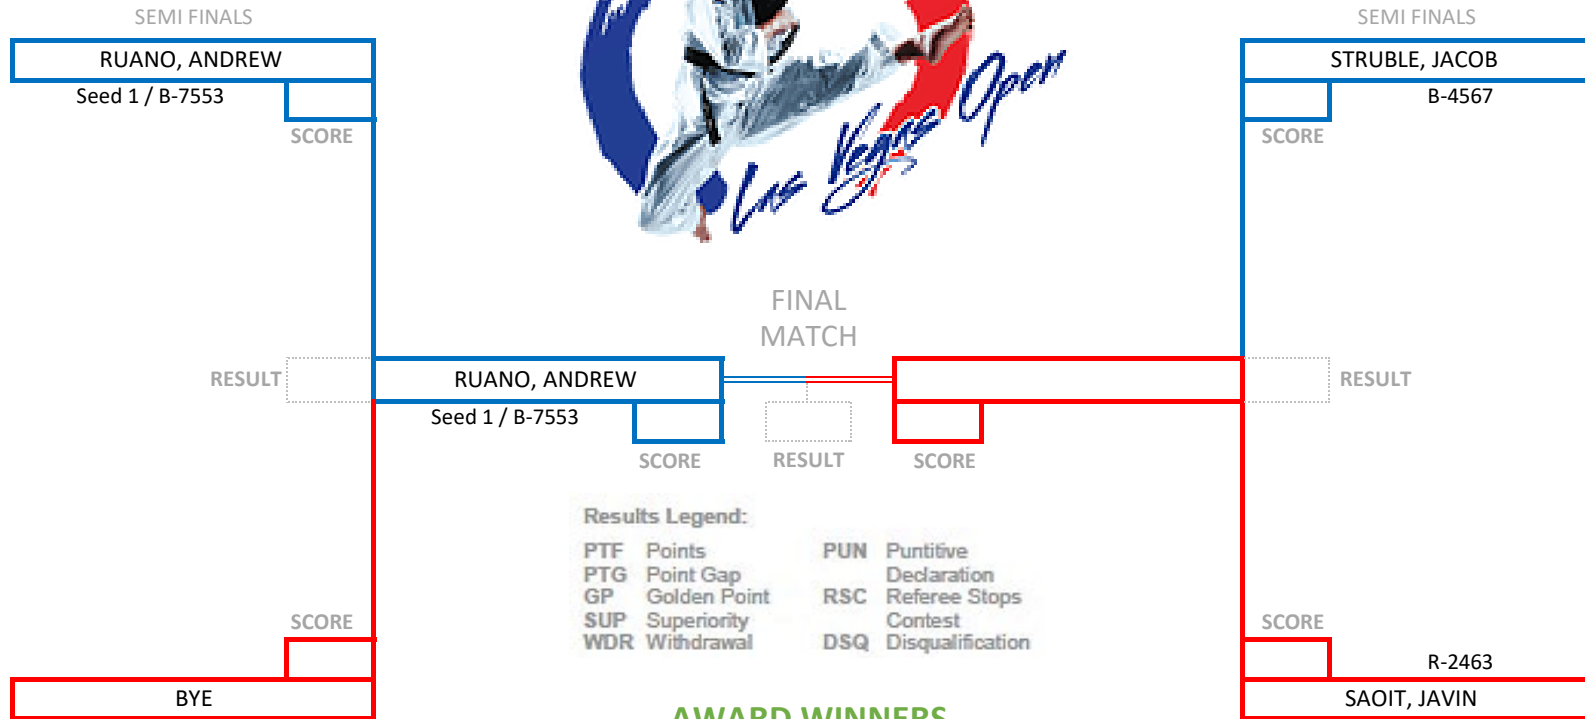 SEMI FINALS
SEMI FINALS
RUANO, ANDREW
STRUBLE, JACOB
Seed 1 / B-7553
B-4567
SCORE
SCORE
Las Vegas Open
FINAL
MATCH
RESULT
RUANO, ANDREW
RESULT
Seed 1 / B-7553
SCORE
RESULT
SCORE
Results Legend:
PTF Points
PTG Point Gap
GP Golden Point
SUP Superiority
WDR Withdrawal
PUN Puntitive
Declaration
RSC Referee Stops
Contest
DSQ Disqualification
SCORE
SCORE
R-2463
BYE
SAOIT, JAVIN
AWARD WINNERS